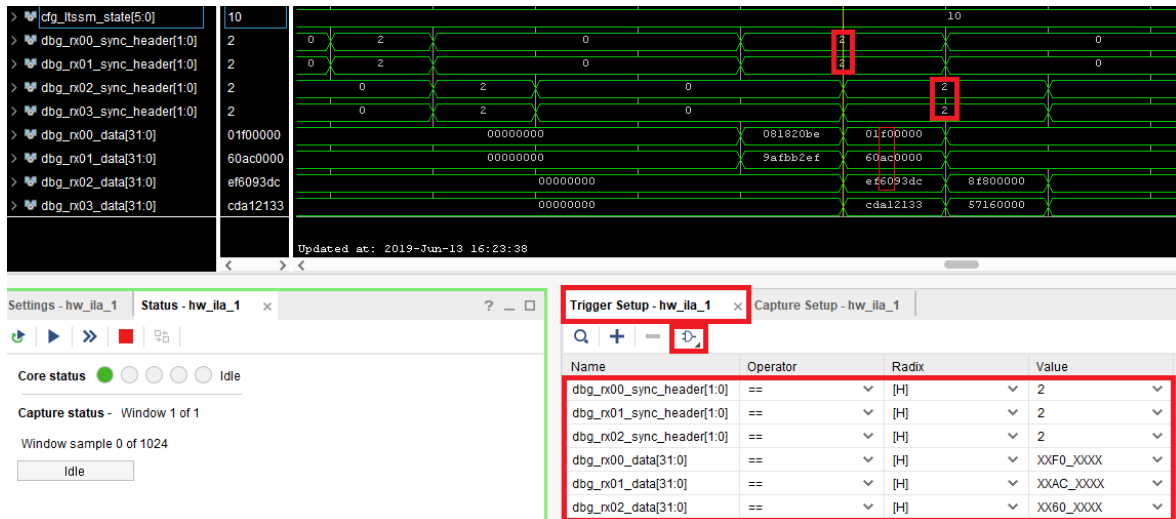 cfg_ltssm_state[5:0] 10 10
dbg_rx00_sync_header[1:0] 2 0 2 0 2 0
dbg_rx01_sync_header[1:0] 2 0 2 0 2 0
dbg_rx02_sync_header[1:0] 2 0 2 0 2
dbg_rx03_sync_header[1:0] 2 0 2 0 2
dbg_rx00_data[31:0] 01f00000 00000000 081820be 01f00000
dbg_rx01_data[31:0] 60ac0000 00000000 9afbb2ef 60ac0000
dbg_rx02_data[31:0] ef6093dc 00000000 ef6093dc 8f800000
dbg_rx03_data[31:0] cda12133 00000000 cda12133 57160000
Updated at: 2019-Jun-13 16:23:38
Settings - hw_ila_1 Status - hw_ila_1 × ? _ □
Core status Idle
Capture status - Window 1 of 1
Window sample 0 of 1024
Idle
Trigger Setup - hw_ila_1 × Capture Setup - hw_ila_1
Name Operator Radix Value
dbg_rx00_sync_header[1:0] == [H] 2
dbg_rx01_sync_header[1:0] == [H] 2
dbg_rx02_sync_header[1:0] == [H] 2
dbg_rx00_data[31:0] == [H] XXF0_XXXX
dbg_rx01_data[31:0] == [H] XXAC_XXXX
dbg_rx02_data[31:0] == [H] XX60_XXXX